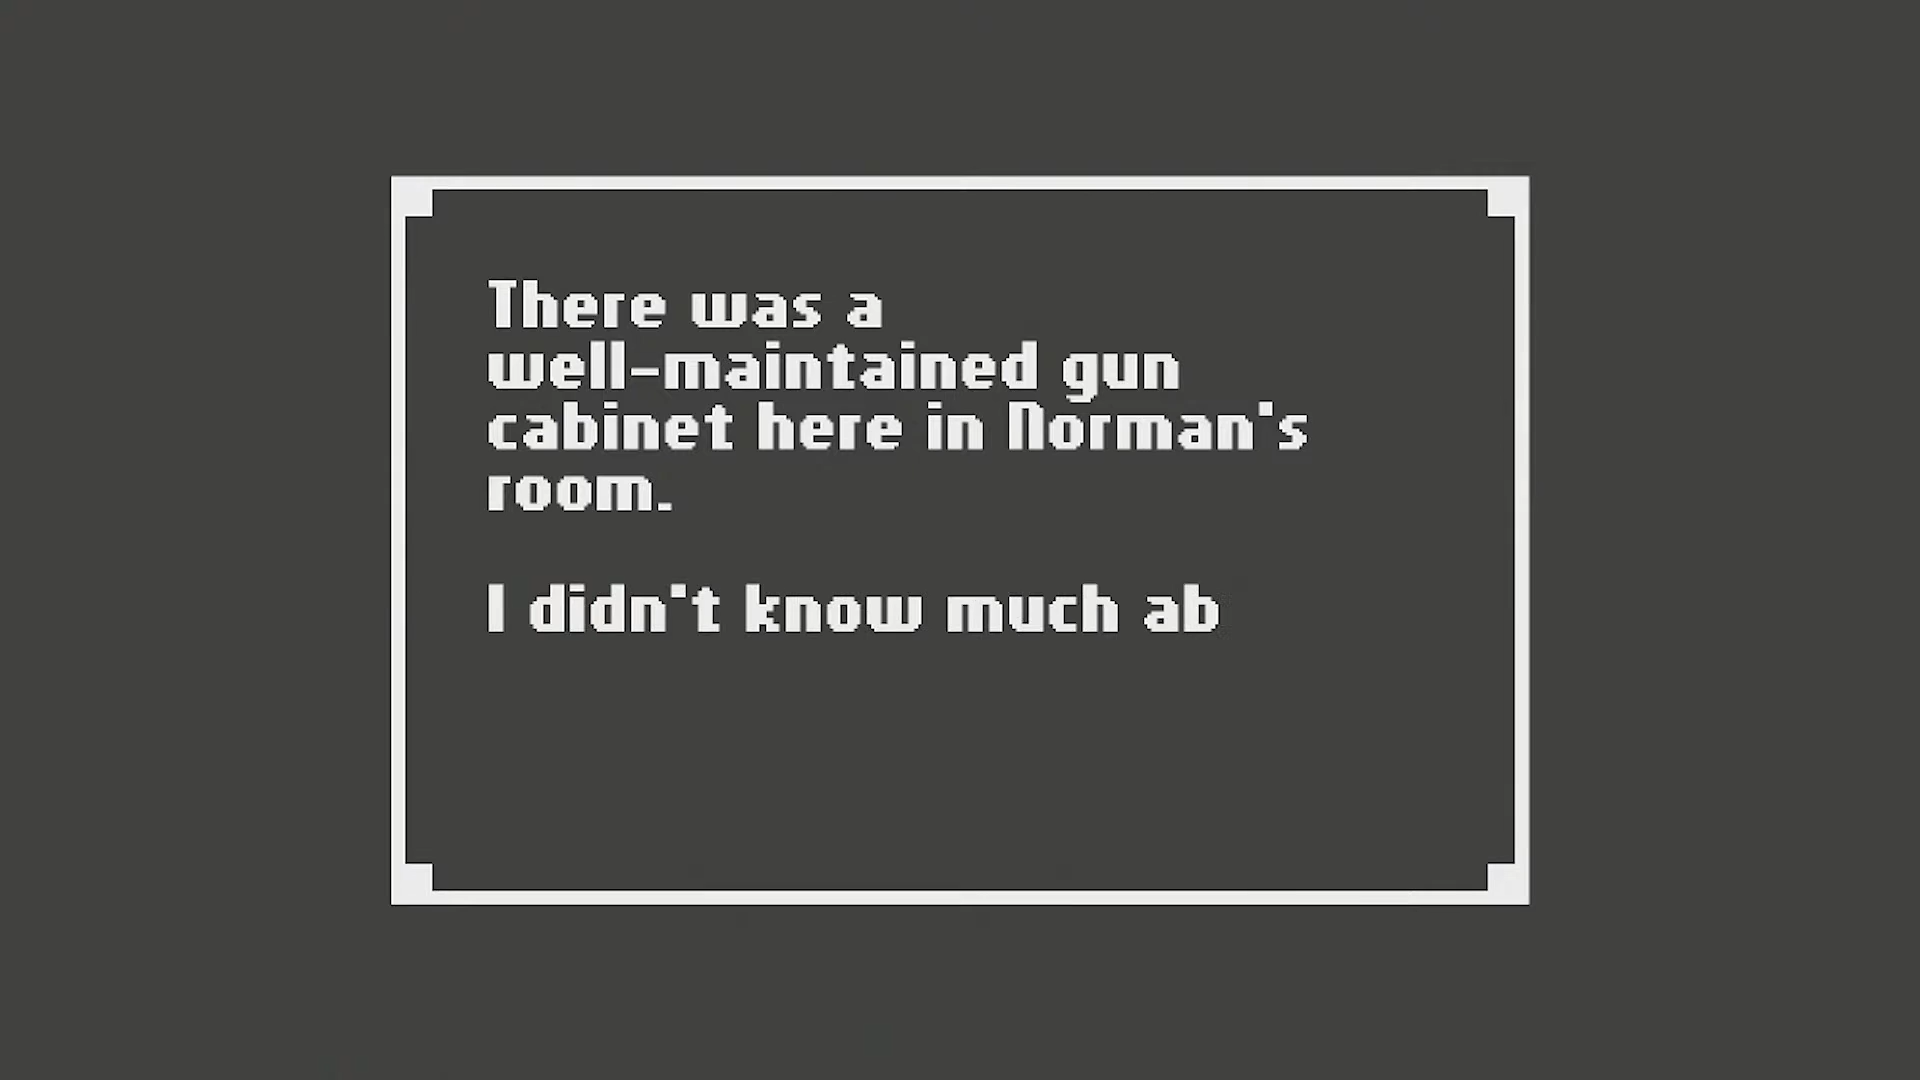 There was a
well-maintained gun
cabinet here in Norman's
room.
I didn't know much ab